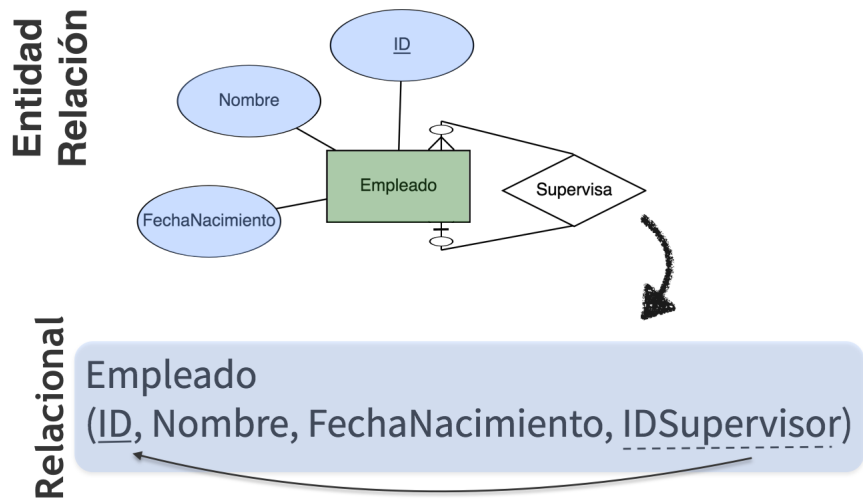 Entidad
Relación
ID
Nombre
Empleado
Supervisa
FechaNacimiento
Relacional
Empleado
(ID, Nombre, FechaNacimiento, IDSupervisor)